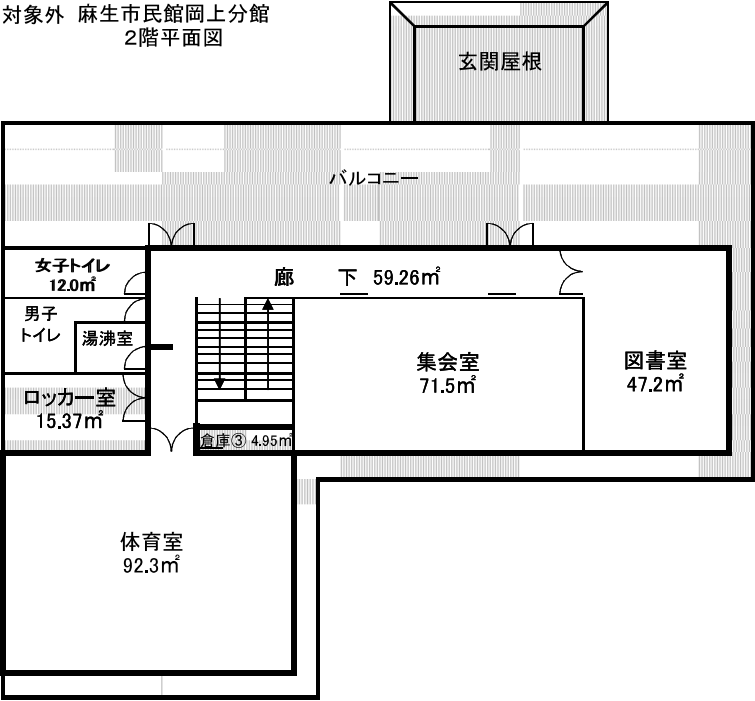 対象外 麻生市民館岡上分館
2階平面図
玄関屋根
バルコニー
女子トイレ
12.0㎡
廊 下 59.26㎡
男子
トイレ
湯沸室
集会室
71.5㎡
図書室
47.2㎡
ロッカー室
15.37㎡
倉庫③ 4.95㎡
体育室
92.3㎡